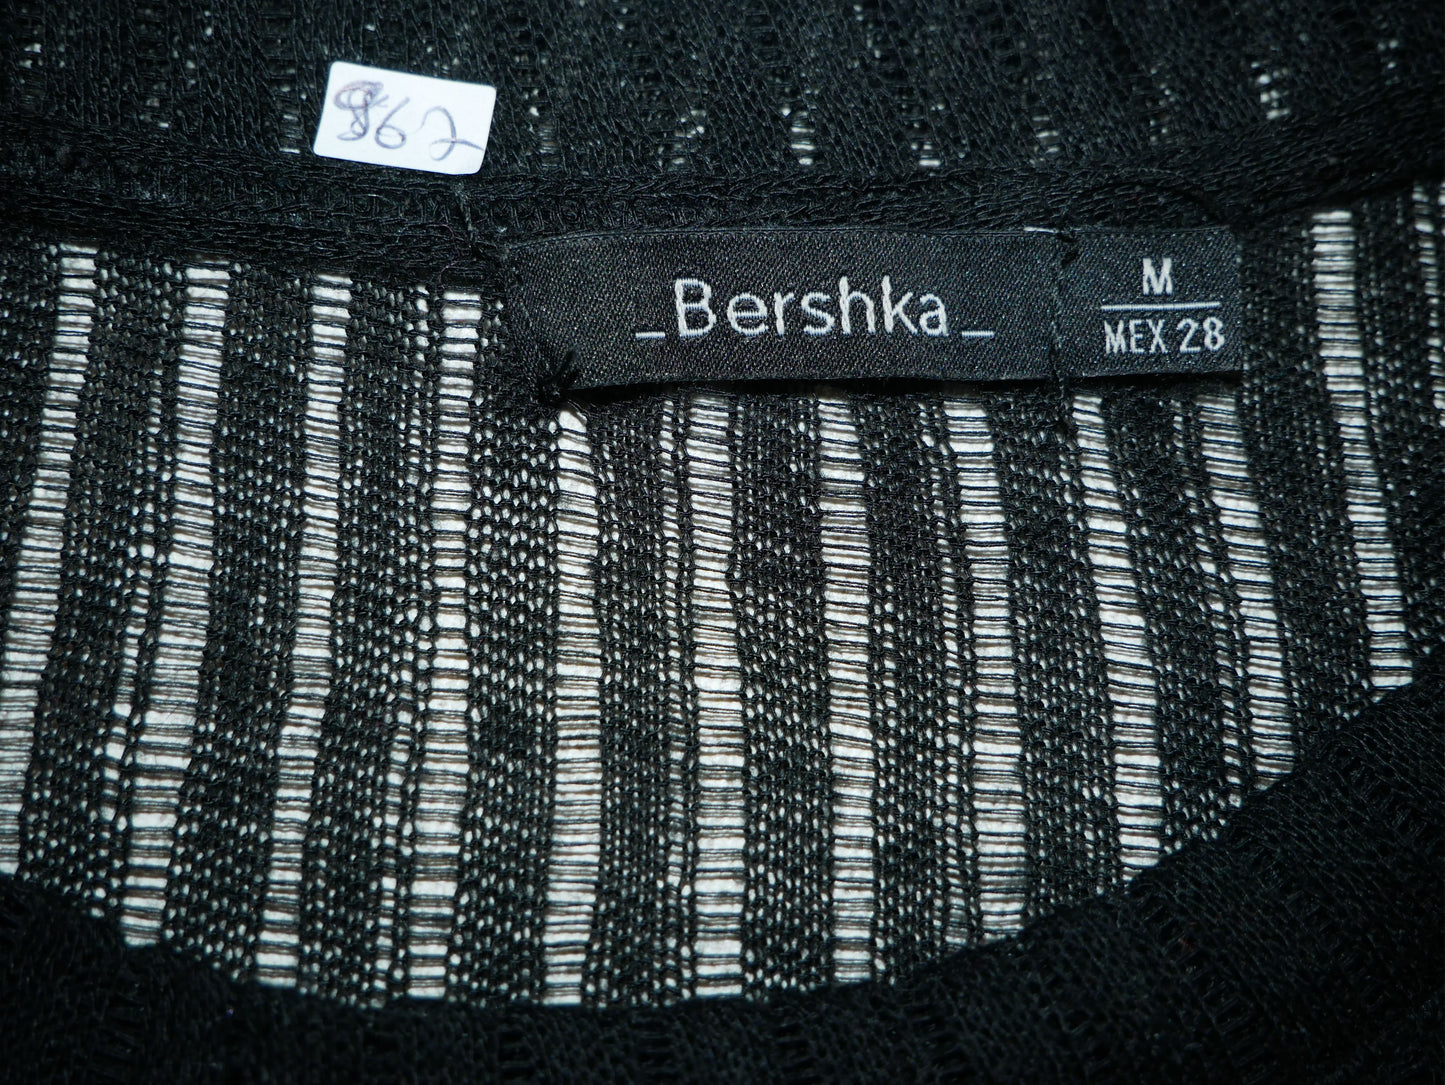 862
_Bershka_
M
MEX 28